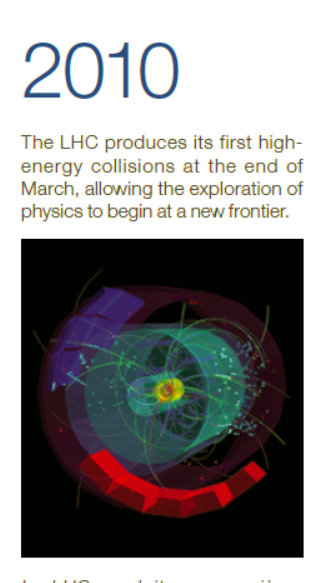 2010
The LHC produces its first high-
energy collisions at the end of
March, allowing the exploration of
physics to begin at a new frontier.